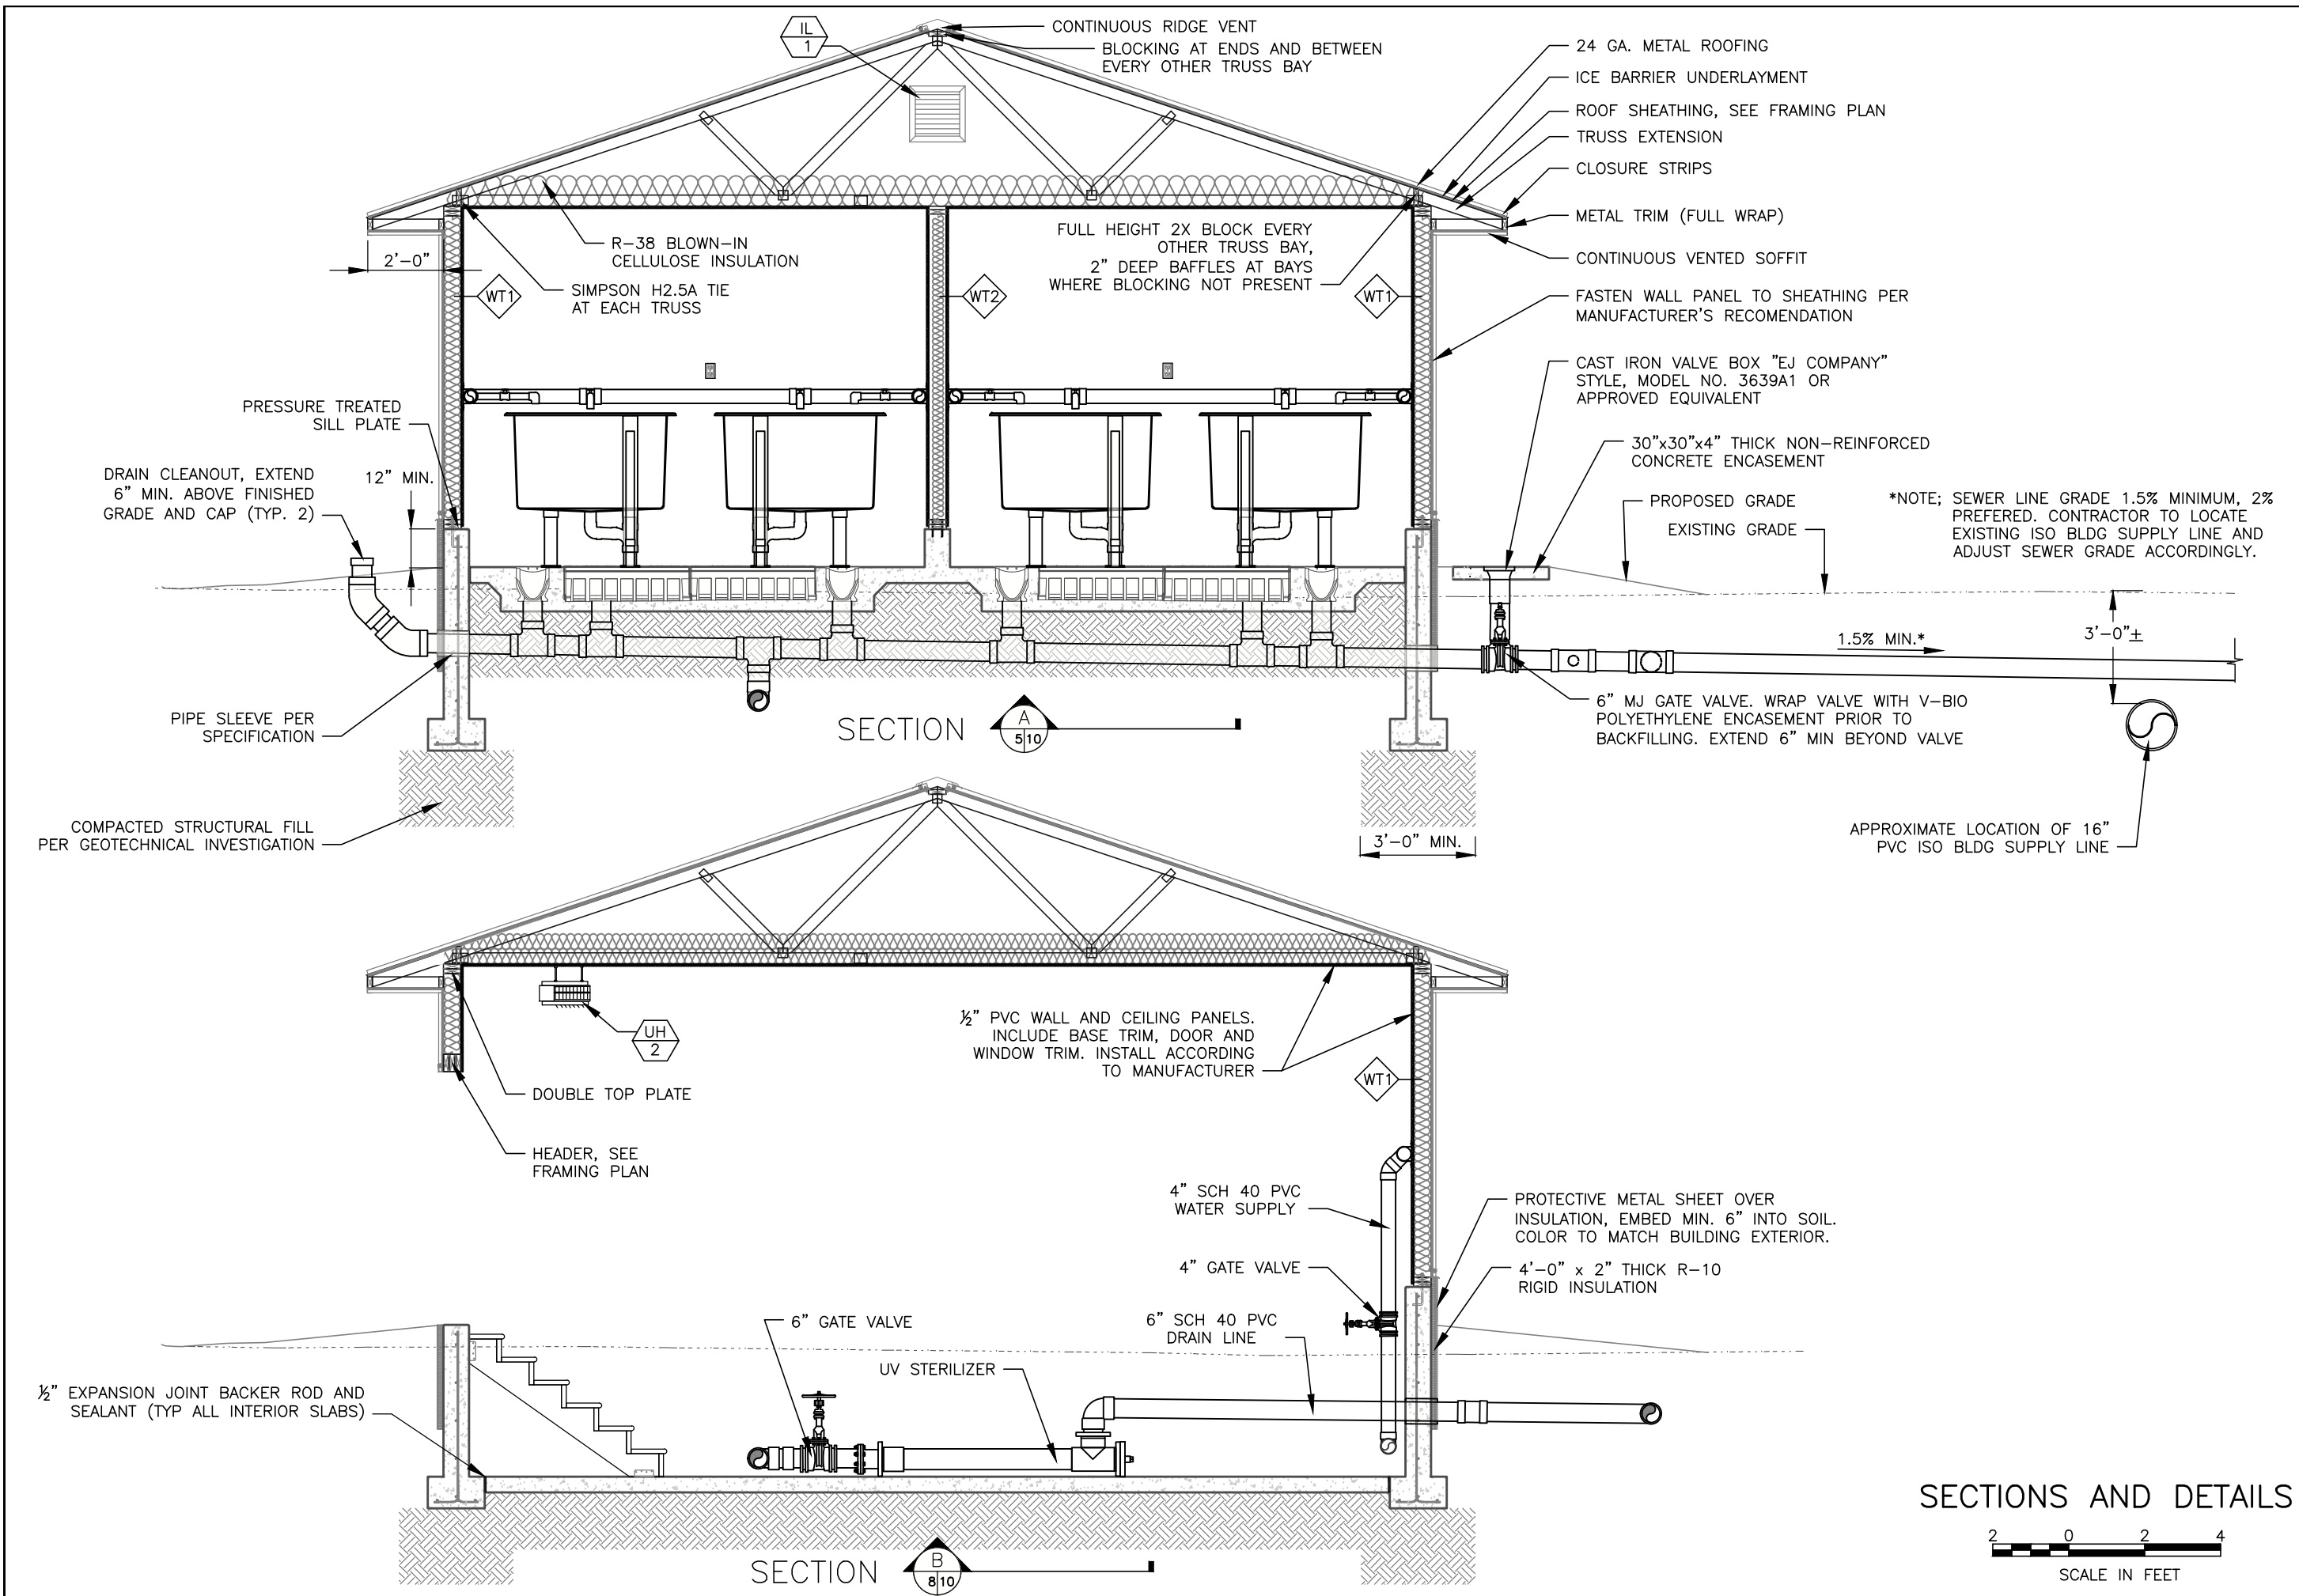 IL
1
CONTINUOUS RIDGE VENT
BLOCKING AT ENDS AND BETWEEN
EVERY OTHER TRUSS BAY
24 GA. METAL ROOFING
ICE BARRIER UNDERLAYMENT
ROOF SHEATHING, SEE FRAMING PLAN
TRUSS EXTENSION
CLOSURE STRIPS
METAL TRIM (FULL WRAP)
CONTINUOUS VENTED SOFFIT
FASTEN WALL PANEL TO SHEATHING PER
MANUFACTURER'S RECOMENDATION
CAST IRON VALVE BOX "EJ COMPANY"
STYLE, MODEL NO. 3639A1 OR
APPROVED EQUIVALENT
30"x30"x4" THICK NON-REINFORCED
CONCRETE ENCASEMENT
PROPOSED GRADE
EXISTING GRADE
*NOTE; SEWER LINE GRADE 1.5% MINIMUM, 2%
PREFERED. CONTRACTOR TO LOCATE
EXISTING ISO BLDG SUPPLY LINE AND
ADJUST SEWER GRADE ACCORDINGLY.
2'-0"
R-38 BLOWN-IN
CELLULOSE INSULATION
SIMPSON H2.5A TIE
AT EACH TRUSS
FULL HEIGHT 2X BLOCK EVERY
OTHER TRUSS BAY,
2" DEEP BAFFLES AT BAYS
WHERE BLOCKING NOT PRESENT
WT1
WT2
WT1
PRESSURE TREATED
SILL PLATE
12" MIN.
DRAIN CLEANOUT, EXTEND
6" MIN. ABOVE FINISHED
GRADE AND CAP (TYP. 2)
3'-0"±
1.5% MIN.*
PIPE SLEEVE PER
SPECIFICATION
SECTION
A
5|10
6" MJ GATE VALVE. WRAP VALVE WITH V-BIO
POLYETHYLENE ENCASEMENT PRIOR TO
BACKFILLING. EXTEND 6" MIN BEYOND VALVE
COMPACTED STRUCTURAL FILL
PER GEOTECHNICAL INVESTIGATION
3'-0" MIN.
APPROXIMATE LOCATION OF 16"
PVC ISO BLDG SUPPLY LINE
UH
2
½" PVC WALL AND CEILING PANELS.
INCLUDE BASE TRIM, DOOR AND
WINDOW TRIM. INSTALL ACCORDING
TO MANUFACTURER
WT1
DOUBLE TOP PLATE
HEADER, SEE
FRAMING PLAN
4" SCH 40 PVC
WATER SUPPLY
PROTECTIVE METAL SHEET OVER
INSULATION, EMBED MIN. 6" INTO SOIL.
COLOR TO MATCH BUILDING EXTERIOR.
4" GATE VALVE
4'-0" x 2" THICK R-10
RIGID INSULATION
6" GATE VALVE
6" SCH 40 PVC
DRAIN LINE
UV STERILIZER
½" EXPANSION JOINT BACKER ROD AND
SEALANT (TYP ALL INTERIOR SLABS)
SECTION
B
8|10
SECTIONS AND DETAILS
2 0 2 4
SCALE IN FEET